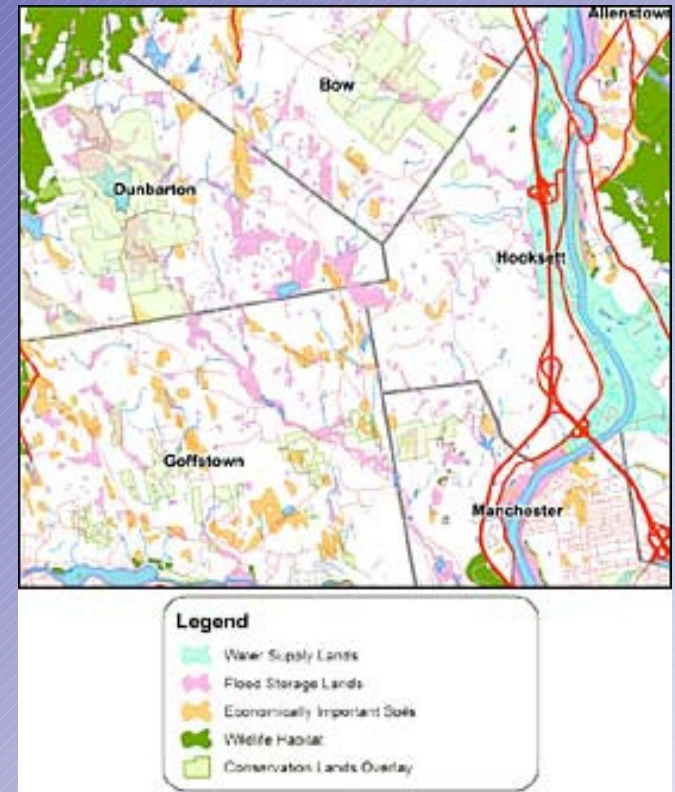 Allenstown
Bow
Dunbarton
Hooksett
Goffstown
Manchester
Legend
Water Supply Lands
Flood Storage Lands
Economically Important Soils
Wildlife Habitat
Conservation Lands Overlay